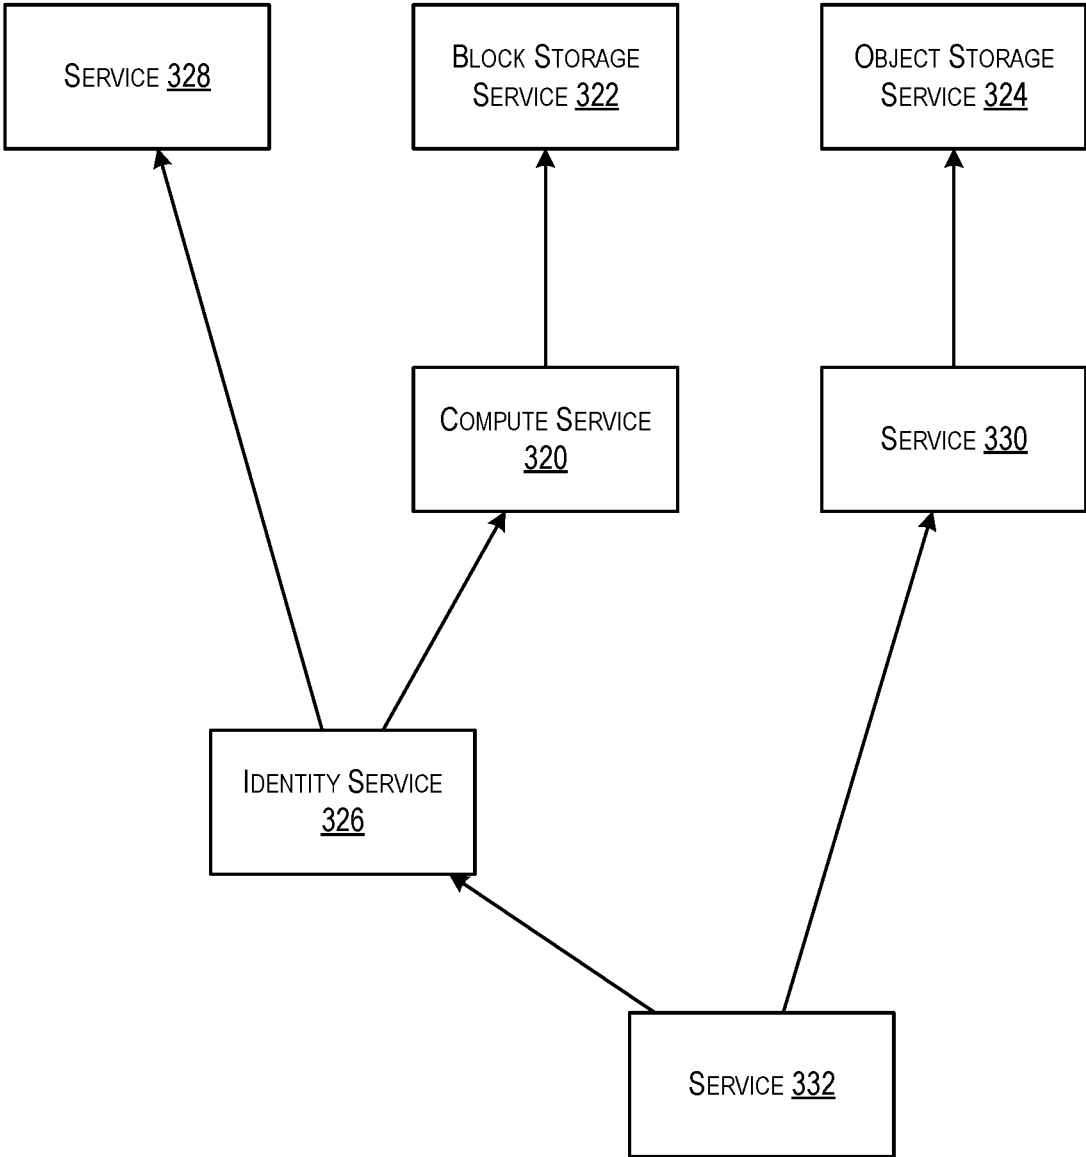 SERVICE 328
BLOCK STORAGE
SERVICE 322
OBJECT STORAGE
SERVICE 324
COMPUTE SERVICE
320
SERVICE 330
IDENTITY SERVICE
326
SERVICE 332